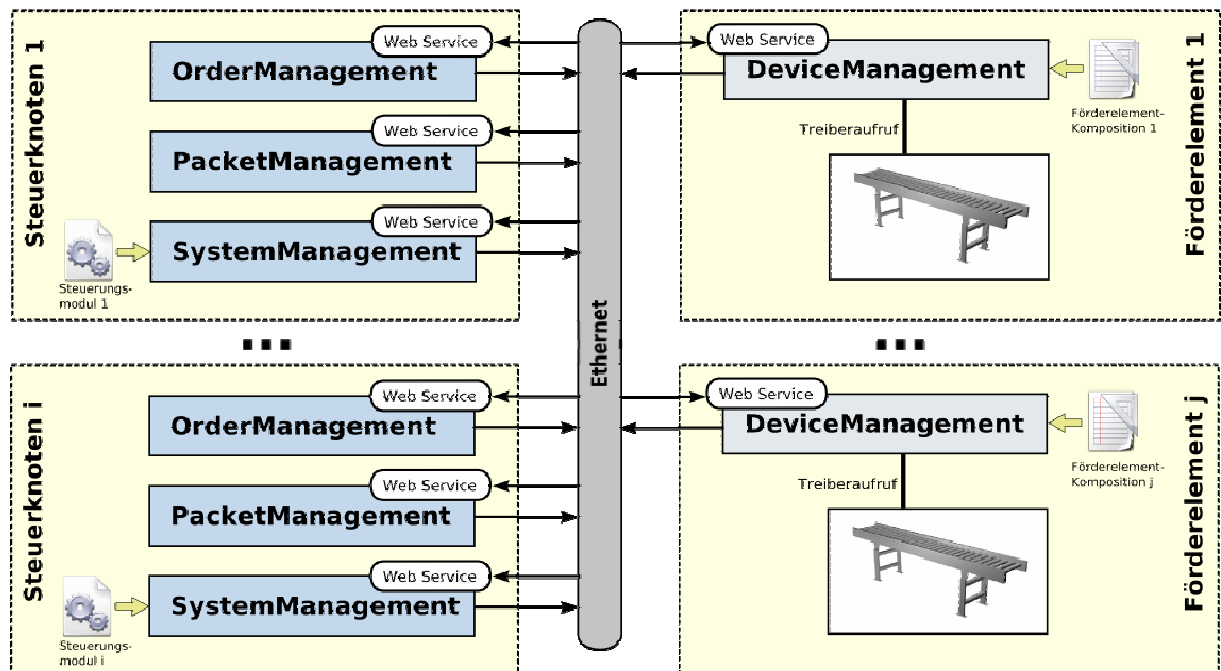 Steuerknoten 1
Web Service
OrderManagement
Web Service
PacketManagement
Web Service
SystemManagement
Steuerungs-
modul 1
Ethernet
Web Service
DeviceManagement
Treiberaufruf
Förderelement-
Komposition 1
Förderelement 1
...
...
Steuerknoten i
Web Service
OrderManagement
Web Service
PacketManagement
Web Service
SystemManagement
Steuerungs-
modul i
Web Service
DeviceManagement
Treiberaufruf
Förderelement-
Komposition j
Förderelement j